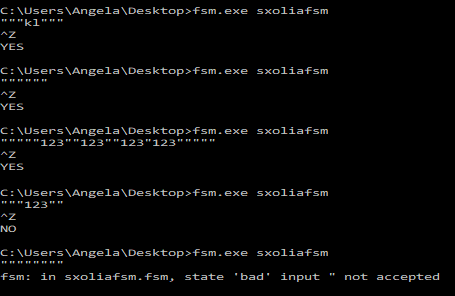 C:\Users\Angela\Desktop>fsm.exe sxoliafsm
"""kl"""
^Z
YES
C:\Users\Angela\Desktop>fsm.exe sxoliafsm
""""""
^Z
YES
C:\Users\Angela\Desktop>fsm.exe sxoliafsm
"""""123""123""123"123"""""
^Z
YES
C:\Users\Angela\Desktop>fsm.exe sxoliafsm
"""123""
^Z
NO
C:\Users\Angela\Desktop>fsm.exe sxoliafsm
""""""""
fsm: in sxoliafsm.fsm, state 'bad' input " not accepted